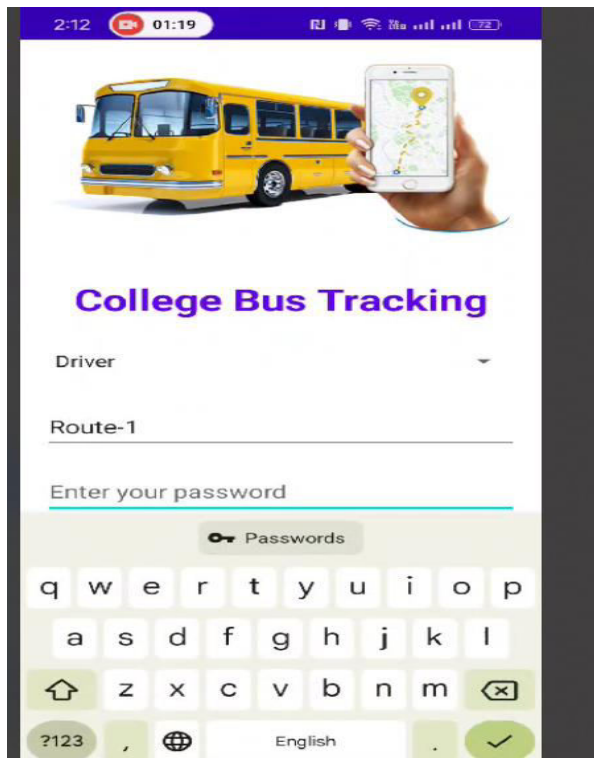 2:12 01:19 72
College Bus Tracking
Driver
Route-1
Enter your password
Passwords
q w e r t y u i o p
a s d f g h j k l
z x c v b n m
?123 , English .